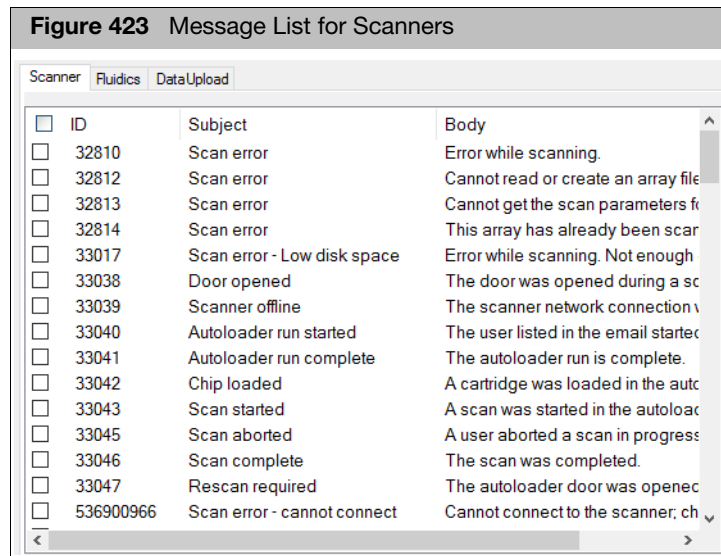 Figure 423 Message List for Scanners
Scanner Fluidics DataUpload
ID Subject Body
32810 Scan error Error while scanning.
32812 Scan error Cannot read or create an array file
32813 Scan error Cannot get the scan parameters
32814 Scan error This array has already been
33017 Scan error - Low disk space Error while scanning. Not enough
33038 Door opened The door was opened during a
33039 Scanner offline The scanner network connection
33040 Autoloader run started The user listed in the email started
33041 Autoloader run complete The autoloader run is complete.
33042 Chip loaded A cartridge was loaded in the
33043 Scan started A scan was started in the
33045 Scan aborted A user aborted a scan in progress
33046 Scan complete The scan was completed.
33047 Rescan required The autoloader door was
536900966 Scan error - cannot connect Cannot connect to the scanner; ch